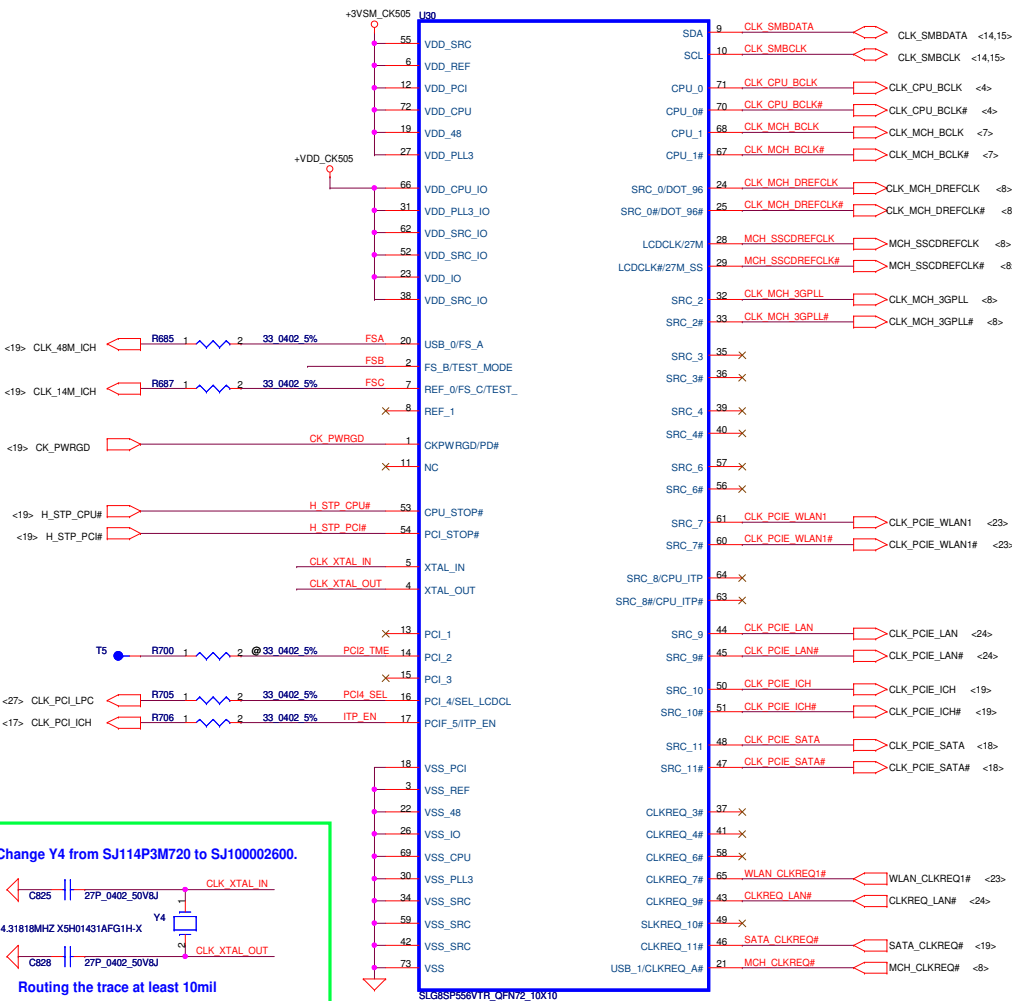 +3VSM_CK505
U30
55 VDD_SRC
6 VDD_REF
12 VDD_PCI
72 VDD_CPU
19 VDD_48
27 VDD_PLL3
+VDD_CK505
66 VDD_CPU_IO
31 VDD_PLL3_IO
62 VDD_SRC_IO
52 VDD_SRC_IO
23 VDD_IO
38 VDD_SRC_IO
<19> CLK_48M_ICH R685 1 2 33_0402_5% FSA 20 USB_0/FS_A
FSB 2 FS_B/TEST_MODE
<19> CLK_14M_ICH R687 1 2 33_0402_5% FSC 7 REF_0/FS_C/TEST_
8 REF_1
<19> CK_PWRGD CK_PWRGD 1 CKPWRGD/PD#
11 NC
<19> H_STP_CPU# H_STP_CPU# 53 CPU_STOP#
<19> H_STP_PCI# H_STP_PCI# 54 PCI_STOP#
CLK_XTAL_IN 5 XTAL_IN
CLK_XTAL_OUT 4 XTAL_OUT
13 PCI_1
T5 R700 1 2 @ 33_0402_5% PCI2_TME 14 PCI_2
15 PCI_3
<27> CLK_PCI_LPC R705 1 2 33_0402_5% PCI4_SEL 16 PCI_4/SEL_LCDCL
<17> CLK_PCI_ICH R706 1 2 33_0402_5% ITP_EN 17 PCIF_5/ITP_EN
18 VSS_PCI
3 VSS_REF
22 VSS_48
26 VSS_IO
69 VSS_CPU
30 VSS_PLL3
34 VSS_SRC
59 VSS_SRC
42 VSS_SRC
73 VSS
SDA 9 CLK_SMBDATA CLK_SMBDATA <14,15>
SCL 10 CLK_SMBCLK CLK_SMBCLK <14,15>
CPU_0 71 CLK_CPU_BCLK CLK_CPU_BCLK <4>
CPU_0# 70 CLK_CPU_BCLK# CLK_CPU_BCLK# <4>
CPU_1 68 CLK_MCH_BCLK CLK_MCH_BCLK <7>
CPU_1# 67 CLK_MCH_BCLK# CLK_MCH_BCLK# <7>
SRC_0/DOT_96 24 CLK_MCH_DREFCLK CLK_MCH_DREFCLK <8>
SRC_0#/DOT_96# 25 CLK_MCH_DREFCLK# CLK_MCH_DREFCLK# <8
LCDCLK/27M 28 MCH_SSCDREFCLK MCH_SSCDREFCLK <8>
LCDCLK#/27M_SS 29 MCH_SSCDREFCLK# MCH_SSCDREFCLK# <8
SRC_2 32 CLK_MCH_3GPLL CLK_MCH_3GPLL <8>
SRC_2# 33 CLK_MCH_3GPLL# CLK_MCH_3GPLL# <8>
SRC_3 35
SRC_3# 36
SRC_4 39
SRC_4# 40
SRC_6 57
SRC_6# 56
SRC_7 61 CLK_PCIE_WLAN1 CLK_PCIE_WLAN1 <23>
SRC_7# 60 CLK_PCIE_WLAN1# CLK_PCIE_WLAN1# <23>
SRC_8/CPU_ITP 64
SRC_8#/CPU_ITP# 63
SRC_9 44 CLK_PCIE_LAN CLK_PCIE_LAN <24>
SRC_9# 45 CLK_PCIE_LAN# CLK_PCIE_LAN# <24>
SRC_10 50 CLK_PCIE_ICH CLK_PCIE_ICH <19>
SRC_10# 51 CLK_PCIE_ICH# CLK_PCIE_ICH# <19>
SRC_11 48 CLK_PCIE_SATA CLK_PCIE_SATA <18>
SRC_11# 47 CLK_PCIE_SATA# CLK_PCIE_SATA# <18>
CLKREQ_3# 37
CLKREQ_4# 41
CLKREQ_6# 58
CLKREQ_7# 65 WLAN_CLKREQ1# WLAN_CLKREQ1# <23>
CLKREQ_9# 43 CLKREQ_LAN# CLKREQ_LAN# <24>
SLKREQ_10# 49
CLKREQ_11# 46 SATA_CLKREQ# SATA_CLKREQ# <19>
USB_1/CLKREQ_A# 21 MCH_CLKREQ# MCH_CLKREQ# <8>
SLG8SP556VTR_QFN72_10X10
Change Y4 from SJ114P3M720 to SJ100002600.
C825 27P_0402_50V8J CLK_XTAL_IN
1
Y4
4.31818MHZ X5H01431AFG1H-X
2
C828 27P_0402_50V8J CLK_XTAL_OUT
Routing the trace at least 10mil